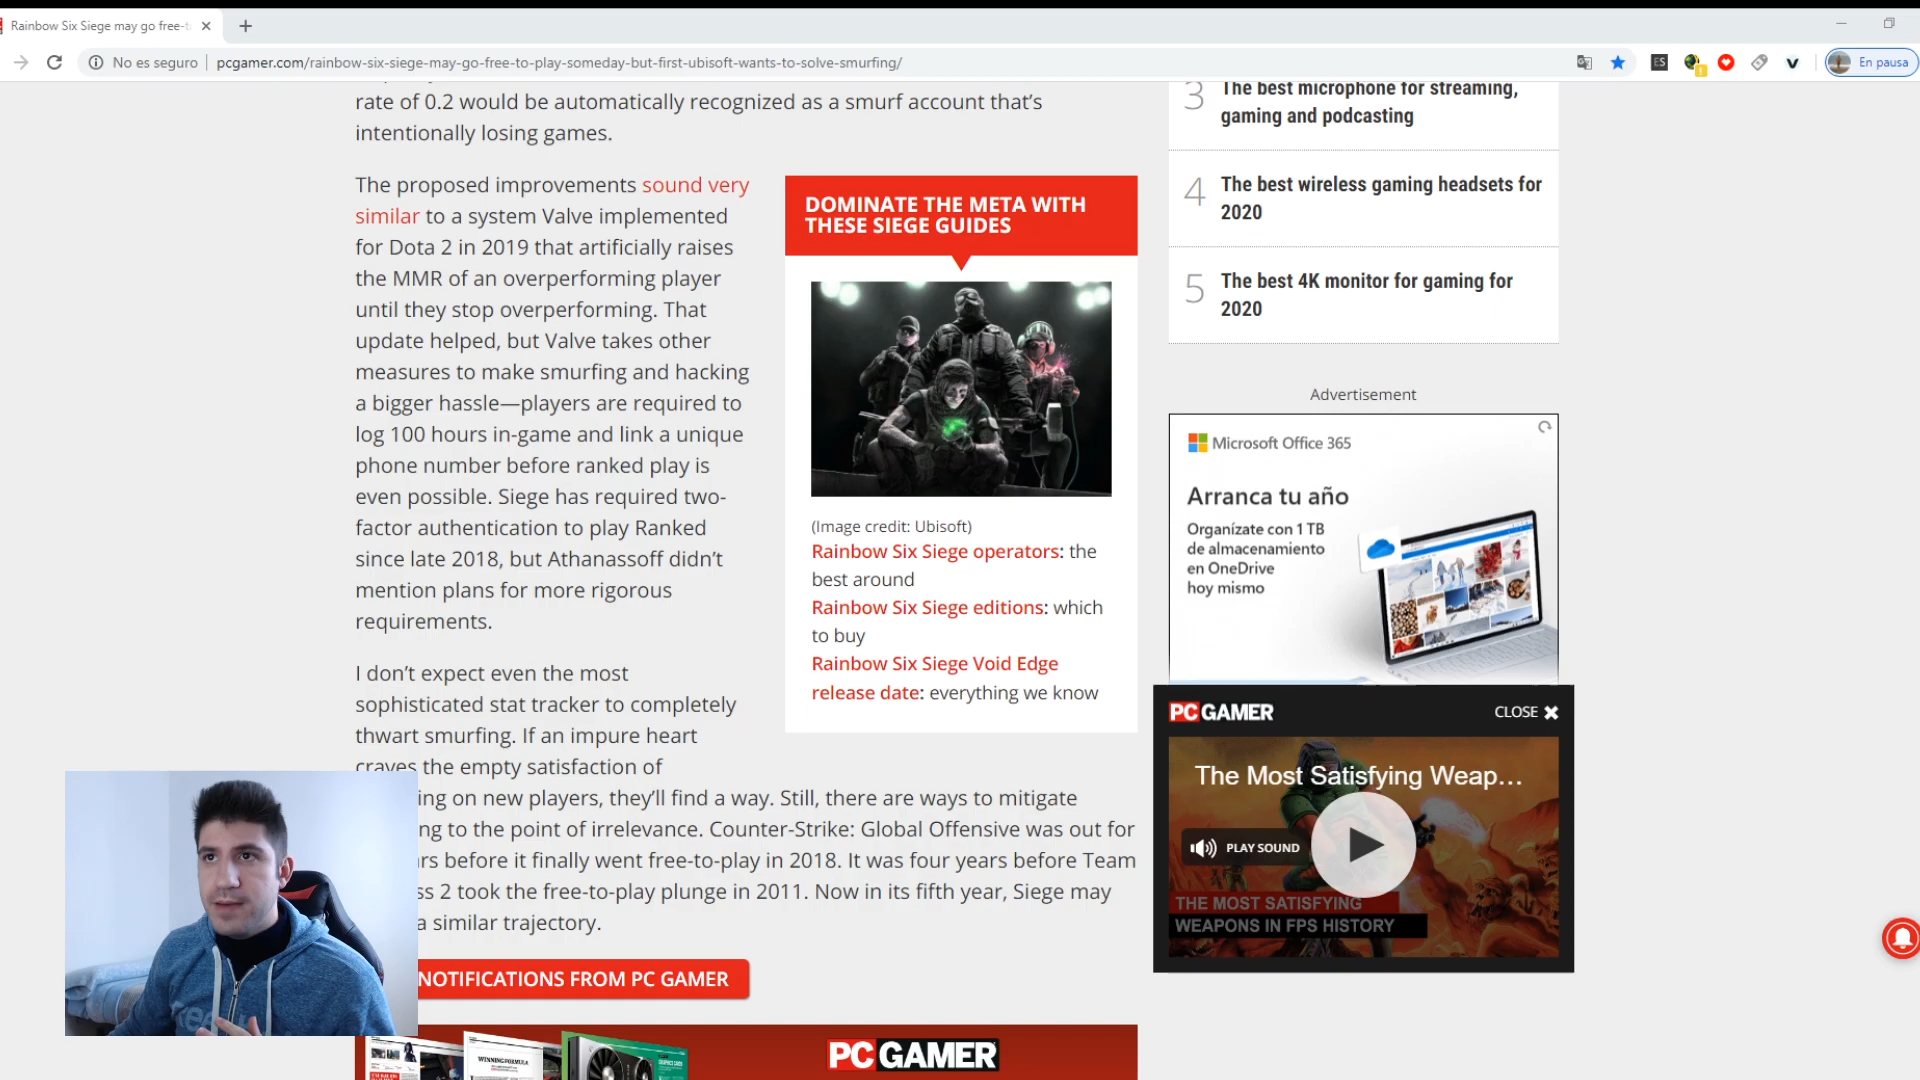 Rainbow Six Siege may go free-t
No es seguro
pcgamer.com/rainbow-six-siege-may-go-free-to-play-someday-but-first-ubisoft-wants-to-solve-smurfing/
ES
En pausa
rate of 0.2 would be automatically recognized as a smurf account that's
intentionally losing games.
The proposed improvements sound very
similar to a system Valve implemented
for Dota 2 in 2019 that artificially raises
the MMR of an overperforming player
until they stop overperforming. That
update helped, but Valve takes other
measures to make smurfing and hacking
a bigger hassle—players are required to
log 100 hours in-game and link a unique
phone number before ranked play is
even possible. Siege has required two-
factor authentication to play Ranked
since late 2018, but Athanassoff didn't
mention plans for more rigorous
requirements.
I don't expect even the most
sophisticated stat tracker to completely
thwart smurfing. If an impure heart
craves the empty satisfaction of
ing on new players, they'll find a way. Still, there are ways to mitigate
ng to the point of irrelevance. Counter-Strike: Global Offensive was out for
rs before it finally went free-to-play in 2018. It was four years before Team
ss 2 took the free-to-play plunge in 2011. Now in its fifth year, Siege may
a similar trajectory.
NOTIFICATIONS FROM PC GAMER
WINNING FORMULA
PC GAMER
DOMINATE THE META WITH
THESE SIEGE GUIDES
(Image credit: Ubisoft)
Rainbow Six Siege operators: the
best around
Rainbow Six Siege editions: which
to buy
Rainbow Six Siege Void Edge
release date: everything we know
3
The best microphone for streaming,
gaming and podcasting
4
The best wireless gaming headsets for
2020
5
The best 4K monitor for gaming for
2020
Advertisement
Microsoft Office 365
Arranca tu año
Organízate con 1 TB
de almacenamiento
en OneDrive
hoy mismo
PC GAMER
CLOSE
The Most Satisfying Weap...
PLAY SOUND
THE MOST SATISFYING
WEAPONS IN FPS HISTORY